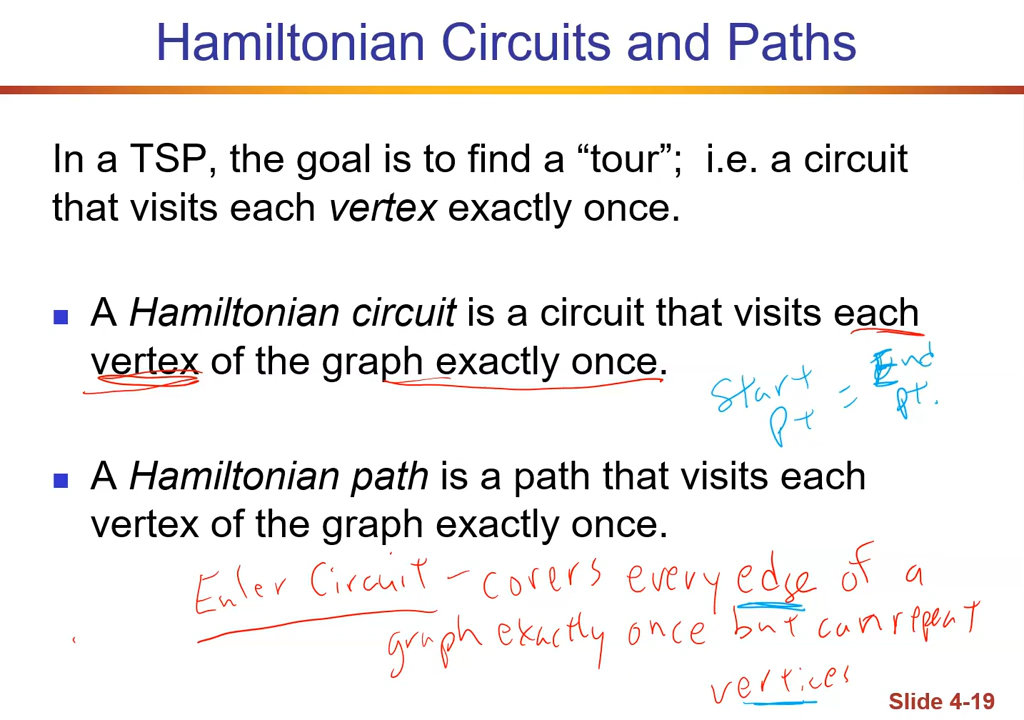 Hamiltonian Circuits and Paths
In a TSP, the goal is to find a “tour”; i.e. a circuit
that visits each vertex exactly once.
A Hamiltonian circuit is a circuit that visits each
vertex of the graph exactly once.
Start pt = End pt.
A Hamiltonian path is a path that visits each
vertex of the graph exactly once.
Euler Circuit – covers every edge of a
graph exactly once but can repeat
vertices
Slide 4-19